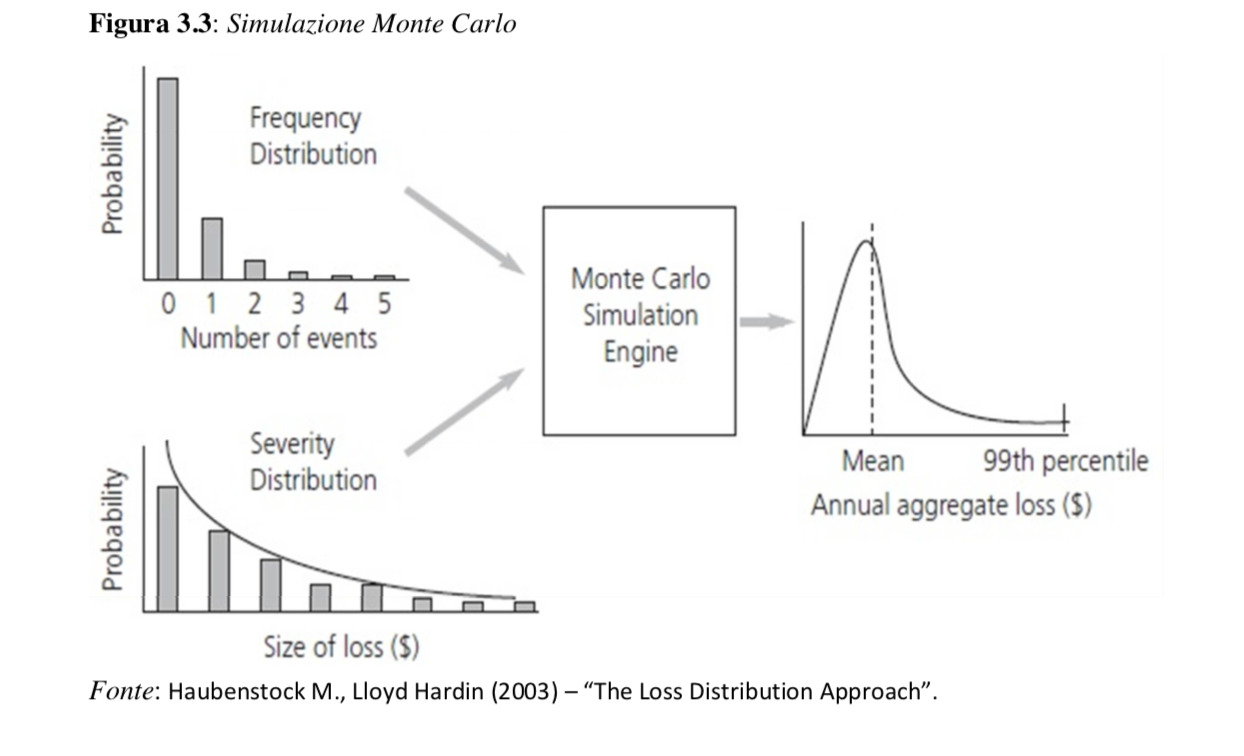 Figura 3.3: Simulazione Monte Carlo
Probability
Frequency
Distribution
0 1 2 3 4 5
Number of events
Monte Carlo
Simulation
Engine
Mean
99th percentile
Annual aggregate loss ($)
Probability
Severity
Distribution
Size of loss ($)
Fonte: Haubenstock M., Lloyd Hardin (2003) – “The Loss Distribution Approach”.